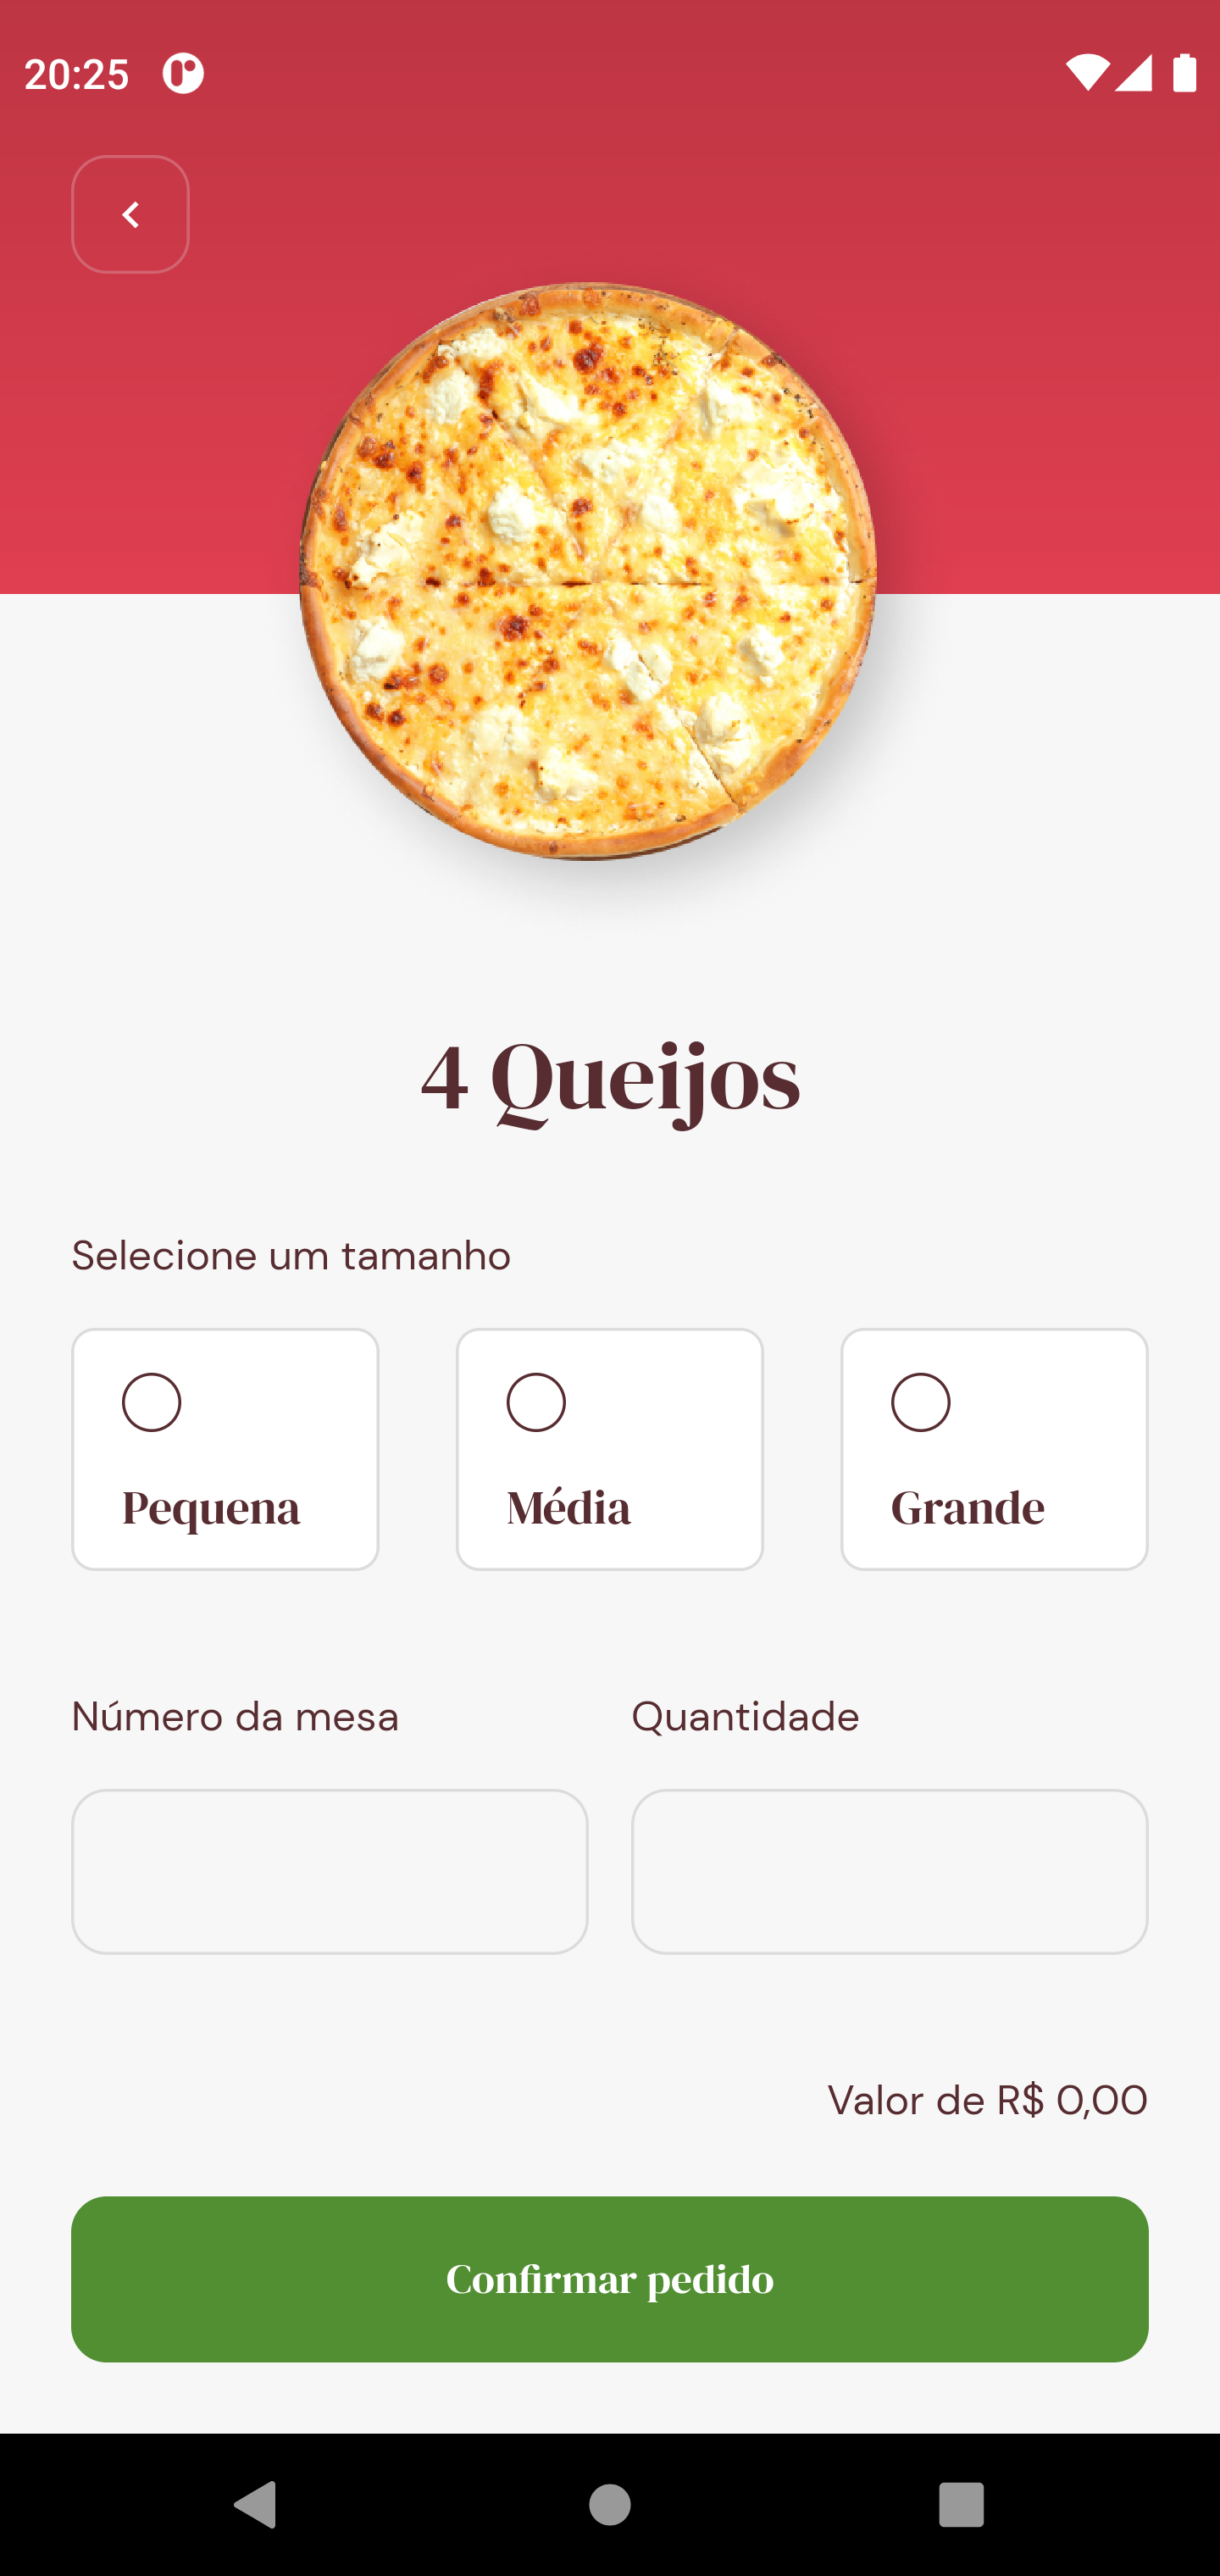 20:25
4 Queijos
Selecione um tamanho
Pequena Média Grande
Número da mesa Quantidade
Valor de R$ 0,00
Confirmar pedido